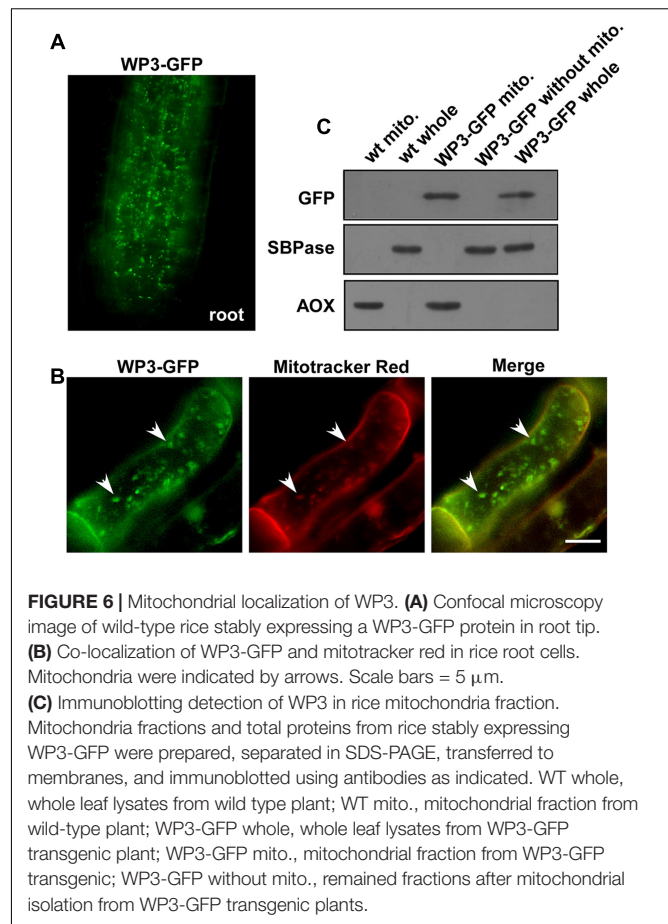 A
WP3-GFP
root
C
wt mito.
wt whole
WP3-GFP mito.
WP3-GFP without mito.
WP3-GFP whole
GFP
SBPase
AOX
B
WP3-GFP
Mitotracker Red
Merge
FIGURE 6 | Mitochondrial localization of WP3. (A) Confocal microscopy
image of wild-type rice stably expressing a WP3-GFP protein in root tip.
(B) Co-localization of WP3-GFP and mitotracker red in rice root cells.
Mitochondria were indicated by arrows. Scale bars = 5 μm.
(C) Immunoblotting detection of WP3 in rice mitochondria fraction.
Mitochondria fractions and total proteins from rice stably expressing
WP3-GFP were prepared, separated in SDS-PAGE, transferred to
membranes, and immunoblotted using antibodies as indicated. WT whole,
whole leaf lysates from wild type plant; WT mito., mitochondrial fraction from
wild-type plant; WP3-GFP whole, whole leaf lysates from WP3-GFP
transgenic plant; WP3-GFP mito., mitochondrial fraction from WP3-GFP
transgenic; WP3-GFP without mito., remained fractions after mitochondrial
isolation from WP3-GFP transgenic plants.